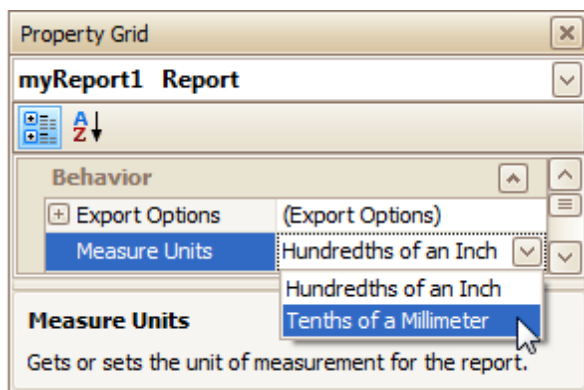 Property Grid
myReport1 Report
A
Z
Behavior
Export Options (Export Options)
Measure Units Hundredths of an Inch
Hundredths of an Inch
Tenths of a Millimeter
Measure Units
Gets or sets the unit of measurement for the report.